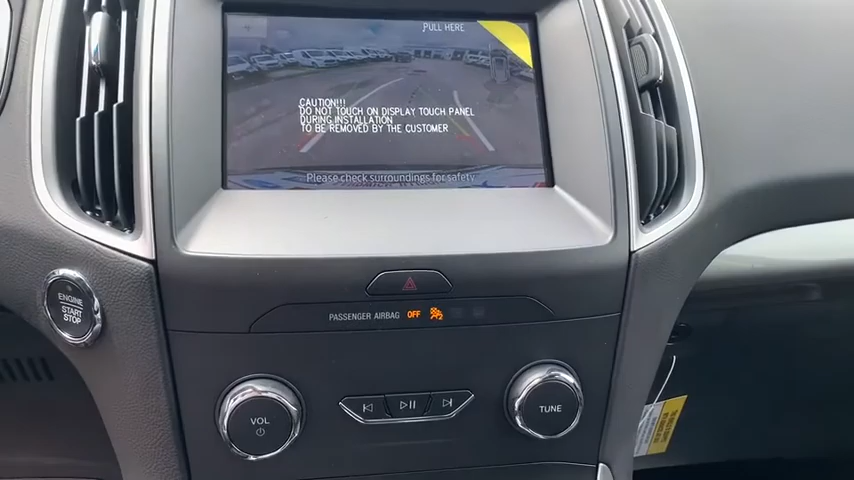 PULL HERE
CAUTION!!!
DO NOT TOUCH ON DISPLAY TOUCH PANEL
DURING INSTALLATION
TO BE REMOVED BY THE CUSTOMER
Please check surroundings for safety
ENGINE
START
STOP
PASSENGER AIRBAG OFF
VOL
TUNE